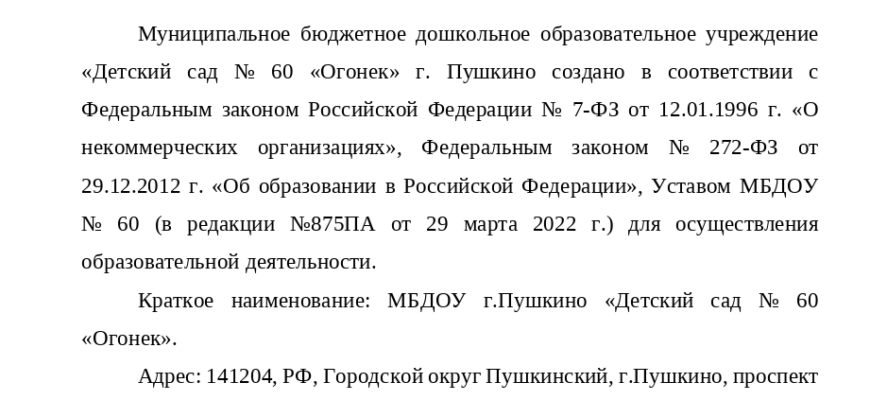 Муниципальное бюджетное дошкольное образовательное учреждение
«Детский сад № 60 «Огонек» г. Пушкино создано в соответствии с
Федеральным законом Российской Федерации № 7-ФЗ от 12.01.1996 г. «О
некоммерческих организациях», Федеральным законом № 272-ФЗ от
29.12.2012 г. «Об образовании в Российской Федерации», Уставом МБДОУ
№ 60 (в редакции №875ПА от 29 марта 2022 г.) для осуществления
образовательной деятельности.
Краткое наименование: МБДОУ г.Пушкино «Детский сад № 60
«Огонек».
Адрес: 141204, РФ, Городской округ Пушкинский, г.Пушкино, проспект